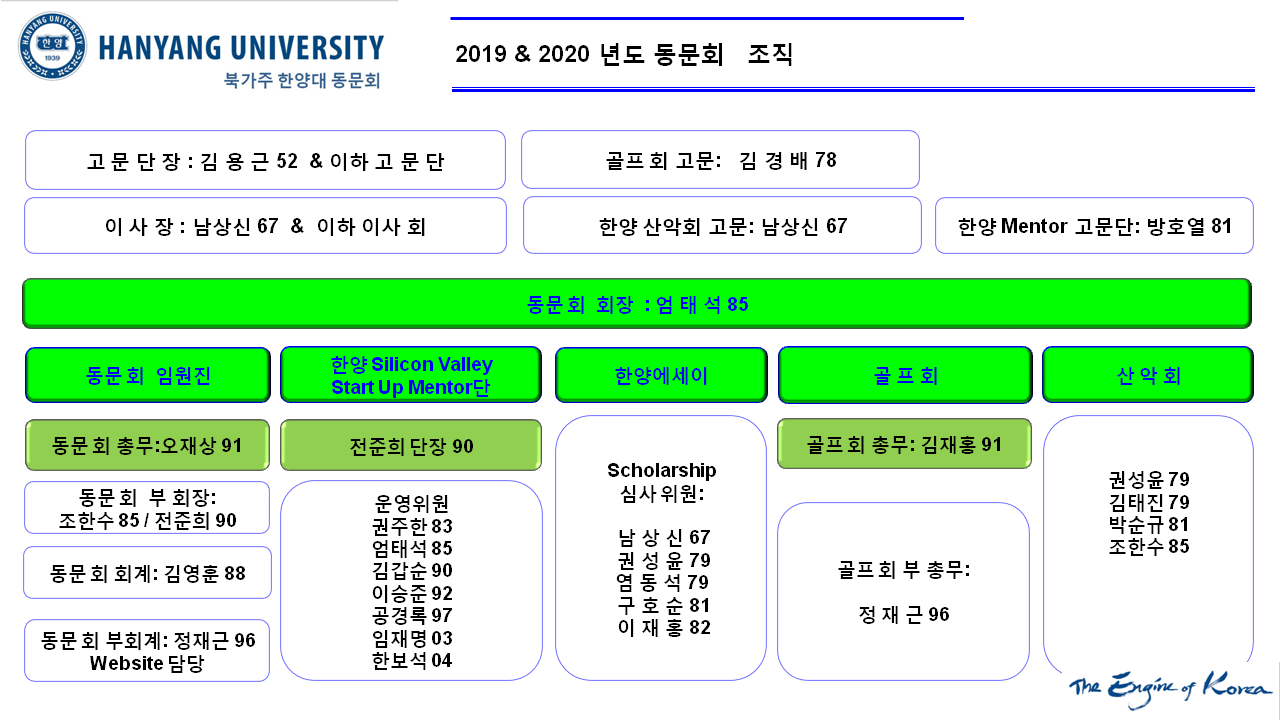 HANYANG UNIVERSITY
한양
1939
HANYANG UNIVERSITY
북가주 한양대 동문회
2019 & 2020 년도 동문회 조직
고 문 단 장 : 김 용 근 52 & 이하 고 문 단
골프회 고문: 김 경 배 78
이 사 장 : 남상신 67 & 이하 이사 회
한양 산악회 고문: 남상신 67
한양 Mentor 고문단: 방호열 81
동문회 회장 : 엄 태 석 85
동문회 임원진
한양 Silicon Valley
Start Up Mentor단
한양에세이
골 프 회
산 악 회
동문회 총무:오재상 91
동문회 부 회장:
조한수 85 / 전준희 90
동문회 회계: 김영훈 88
동문회 부회계: 정재근 96
Website 담당
전준희 단장 90
운영위원
권주한 83
엄태석 85
김갑순 90
이승준 92
공경록 97
임재명 03
한보석 04
Scholarship
심사 위원:
남 상 신 67
권 성 윤 79
염 동 석 79
구 호 순 81
이 재 홍 82
골프회 총무: 김재홍 91
골프회 부 총무:
정 재 근 96
권성윤 79
김태진 79
박순규 81
조한수 85
The Engine of Korea